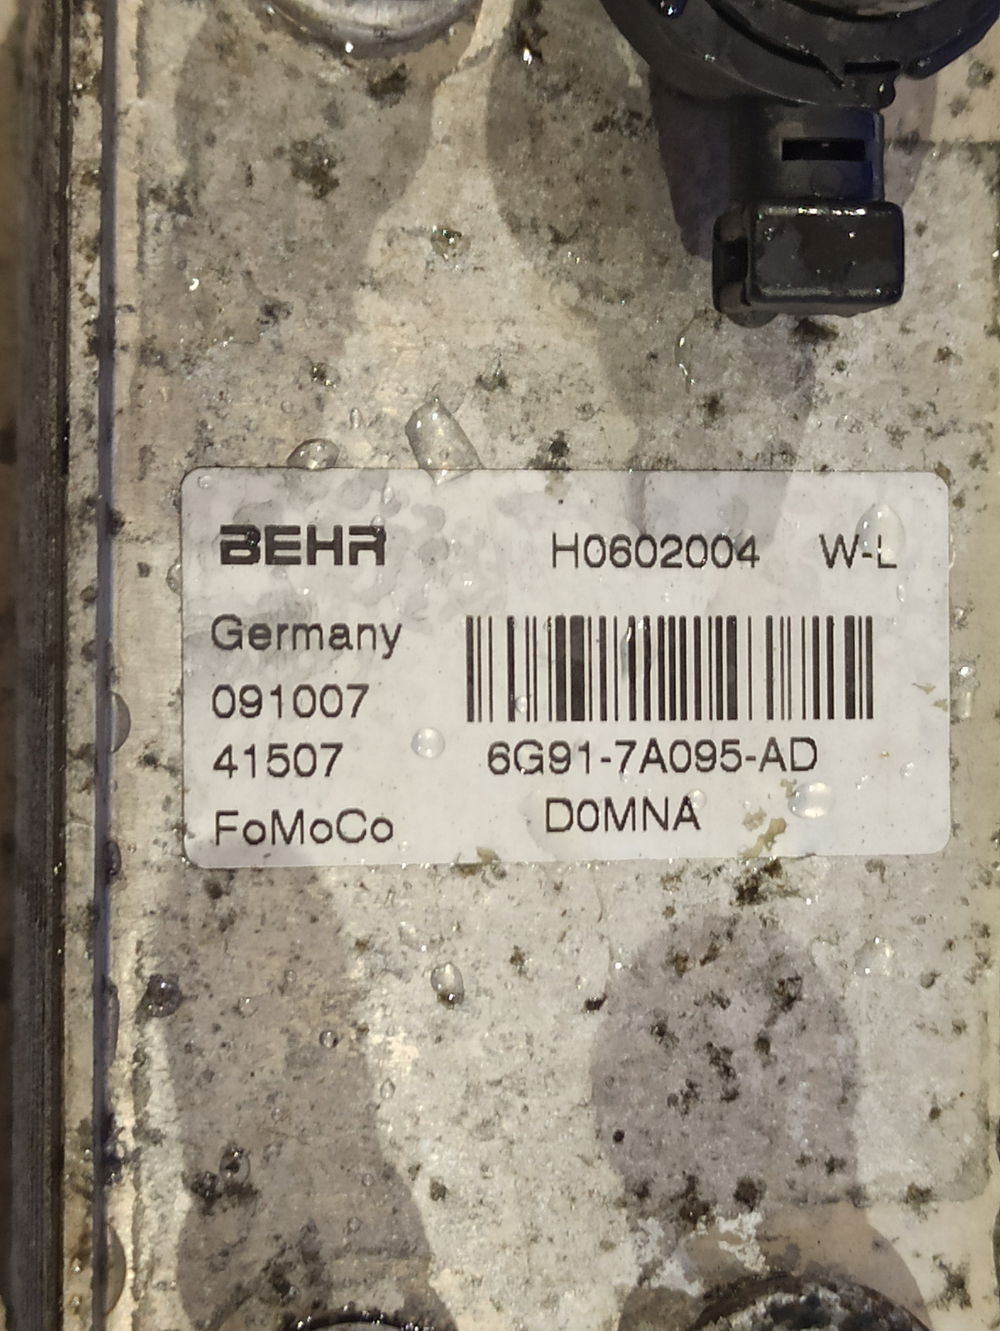 BEHR H0602004 W-L
Germany
091007
41507 6G91-7A095-AD
FoMoCo D0MNA